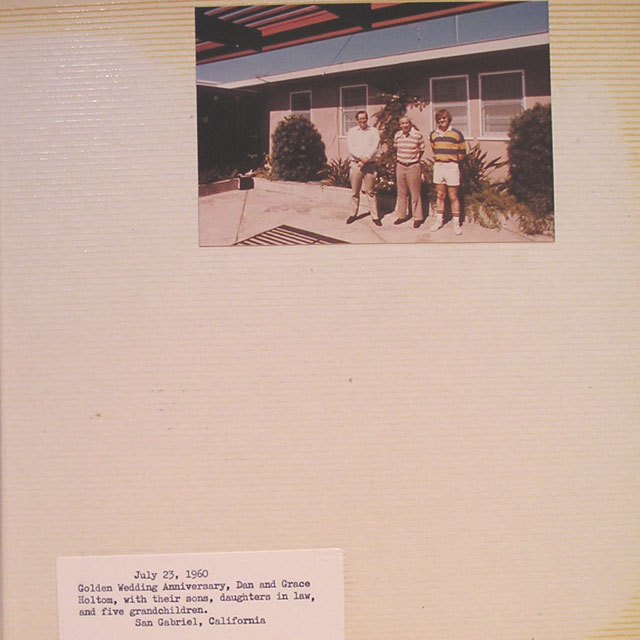 July 23, 1960
Golden Wedding Anniversary, Dan and Grace
Holtom, with their sons, daughters in law,
and five grandchildren.
San Gabriel, California